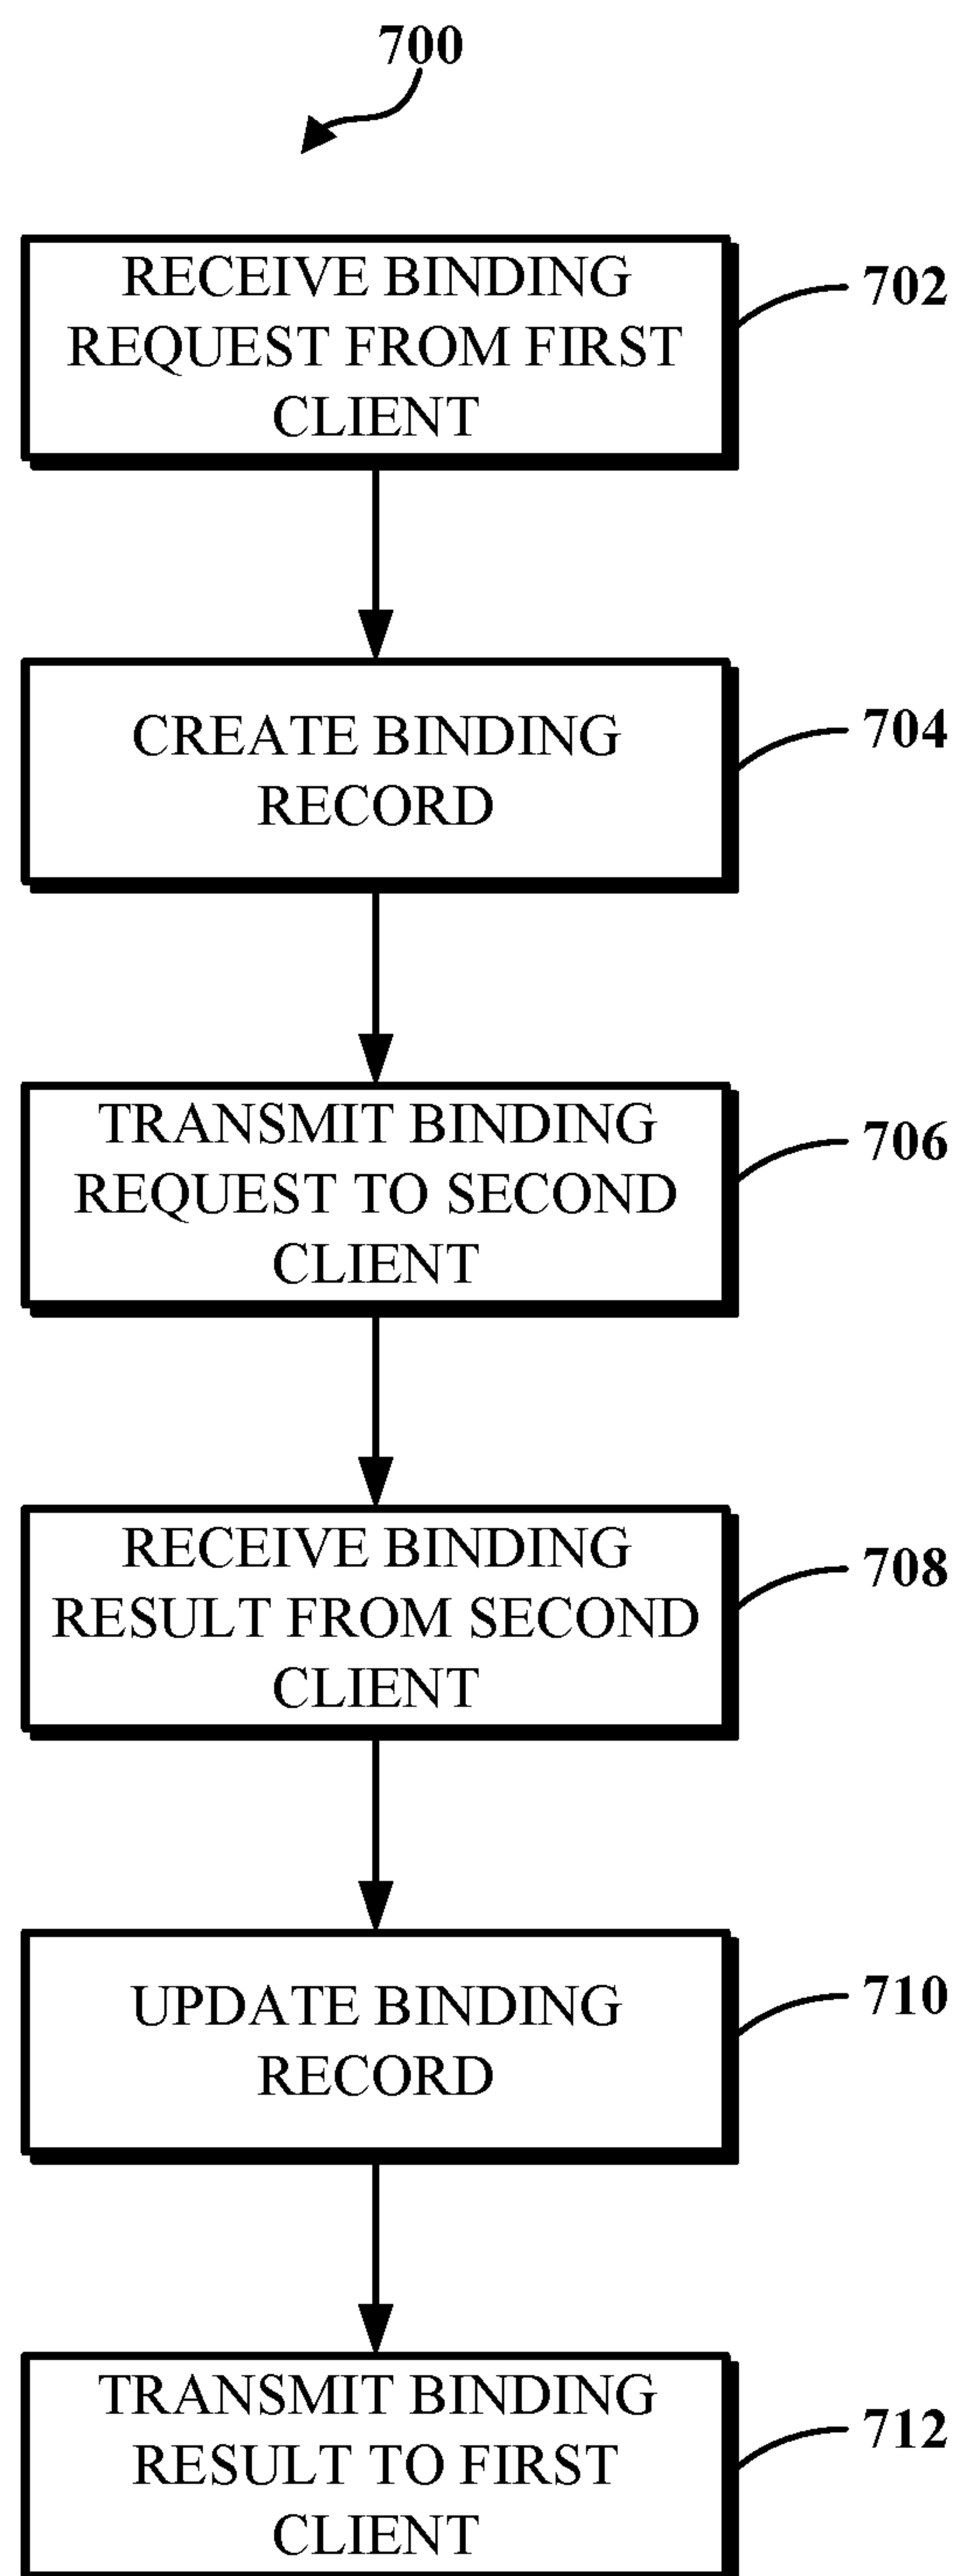 700
RECEIVE BINDING
REQUEST FROM FIRST
CLIENT
702
CREATE BINDING
RECORD
704
TRANSMIT BINDING
REQUEST TO SECOND
CLIENT
706
RECEIVE BINDING
RESULT FROM SECOND
CLIENT
708
UPDATE BINDING
RECORD
710
TRANSMIT BINDING
RESULT TO FIRST
CLIENT
712